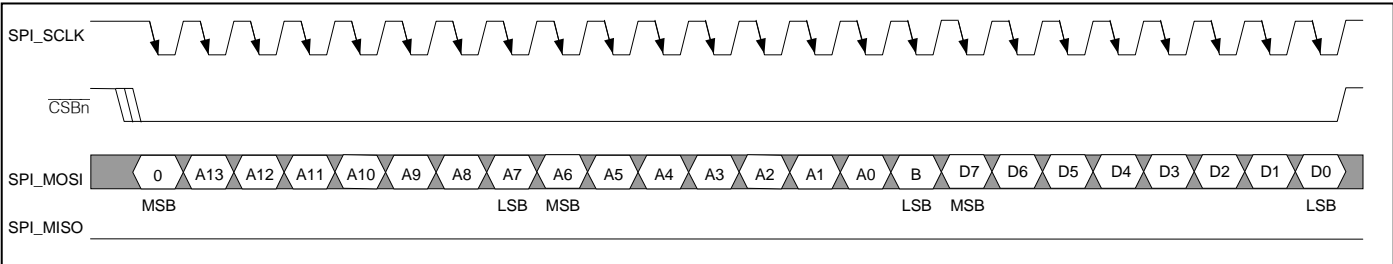 SPI_SCLK
CSBn
SPI_MOSI 0 A13 A12 A11 A10 A9 A8 A7 A6 A5 A4 A3 A2 A1 A0 B D7 D6 D5 D4 D3 D2 D1 D0
MSB LSB MSB LSB MSB LSB
SPI_MISO